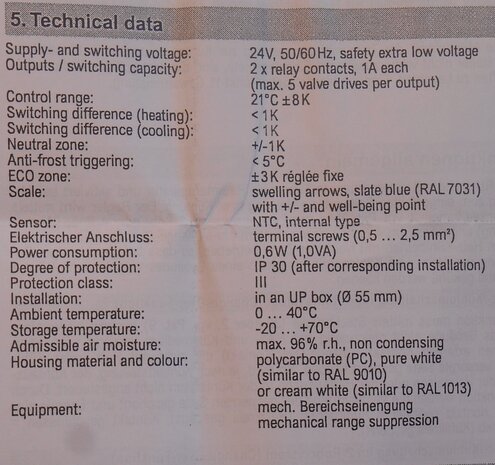 5. Technical data
Supply- and switching voltage: 24V, 50/60Hz, safety extra low voltage
Outputs / switching capacity: 2 x relay contacts, 1A each
(max. 5 valve drives per output)
Control range: 21°C ±8K
Switching difference (heating): < 1K
Switching difference (cooling): < 1K
Neutral zone: +/-1K
Anti-frost triggering: < 5°C
ECO zone: ±3K réglée fixe
Scale: swelling arrows, slate blue (RAL 7031)
with +/- and well-being point
Sensor: NTC, internal type
Elektrischer Anschluss: terminal screws (0,5 ... 2,5 mm²)
Power consumption: 0,6W (1,0VA)
Degree of protection: IP 30 (after corresponding installation)
Protection class: III
Installation: in an UP box (Ø 55 mm)
Ambient temperature: 0 ... 40°C
Storage temperature: -20 ... +70°C
Admissible air moisture: max. 96% r.h., non condensing
Housing material and colour: polycarbonate (PC), pure white
(similar to RAL 9010)
or cream white (similar to RAL1013)
Equipment: mech. Bereichseinengung
mechanical range suppression